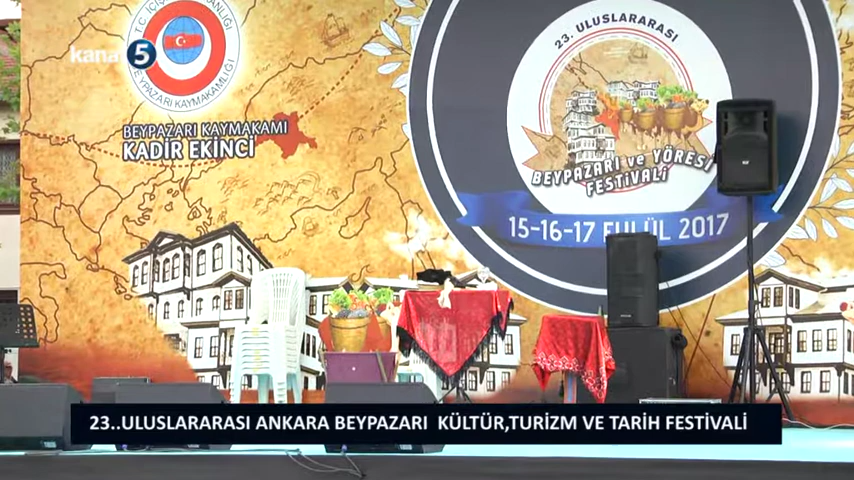 kanal 5
T.C. İÇİŞLERİ BAKANLIĞI
BEYPAZARI KAYMAKAMLIĞI
BEYPAZARI KAYMAKAMI
KADİR EKİNCİ
23. ULUSLARARASI
BEYPAZARI ve YÖRESİ
FESTİVALİ
15-16-17 EYLÜL 2017
23..ULUSLARARASI ANKARA BEYPAZARI KÜLTÜR,TURİZM VE TARİH FESTİVALİ